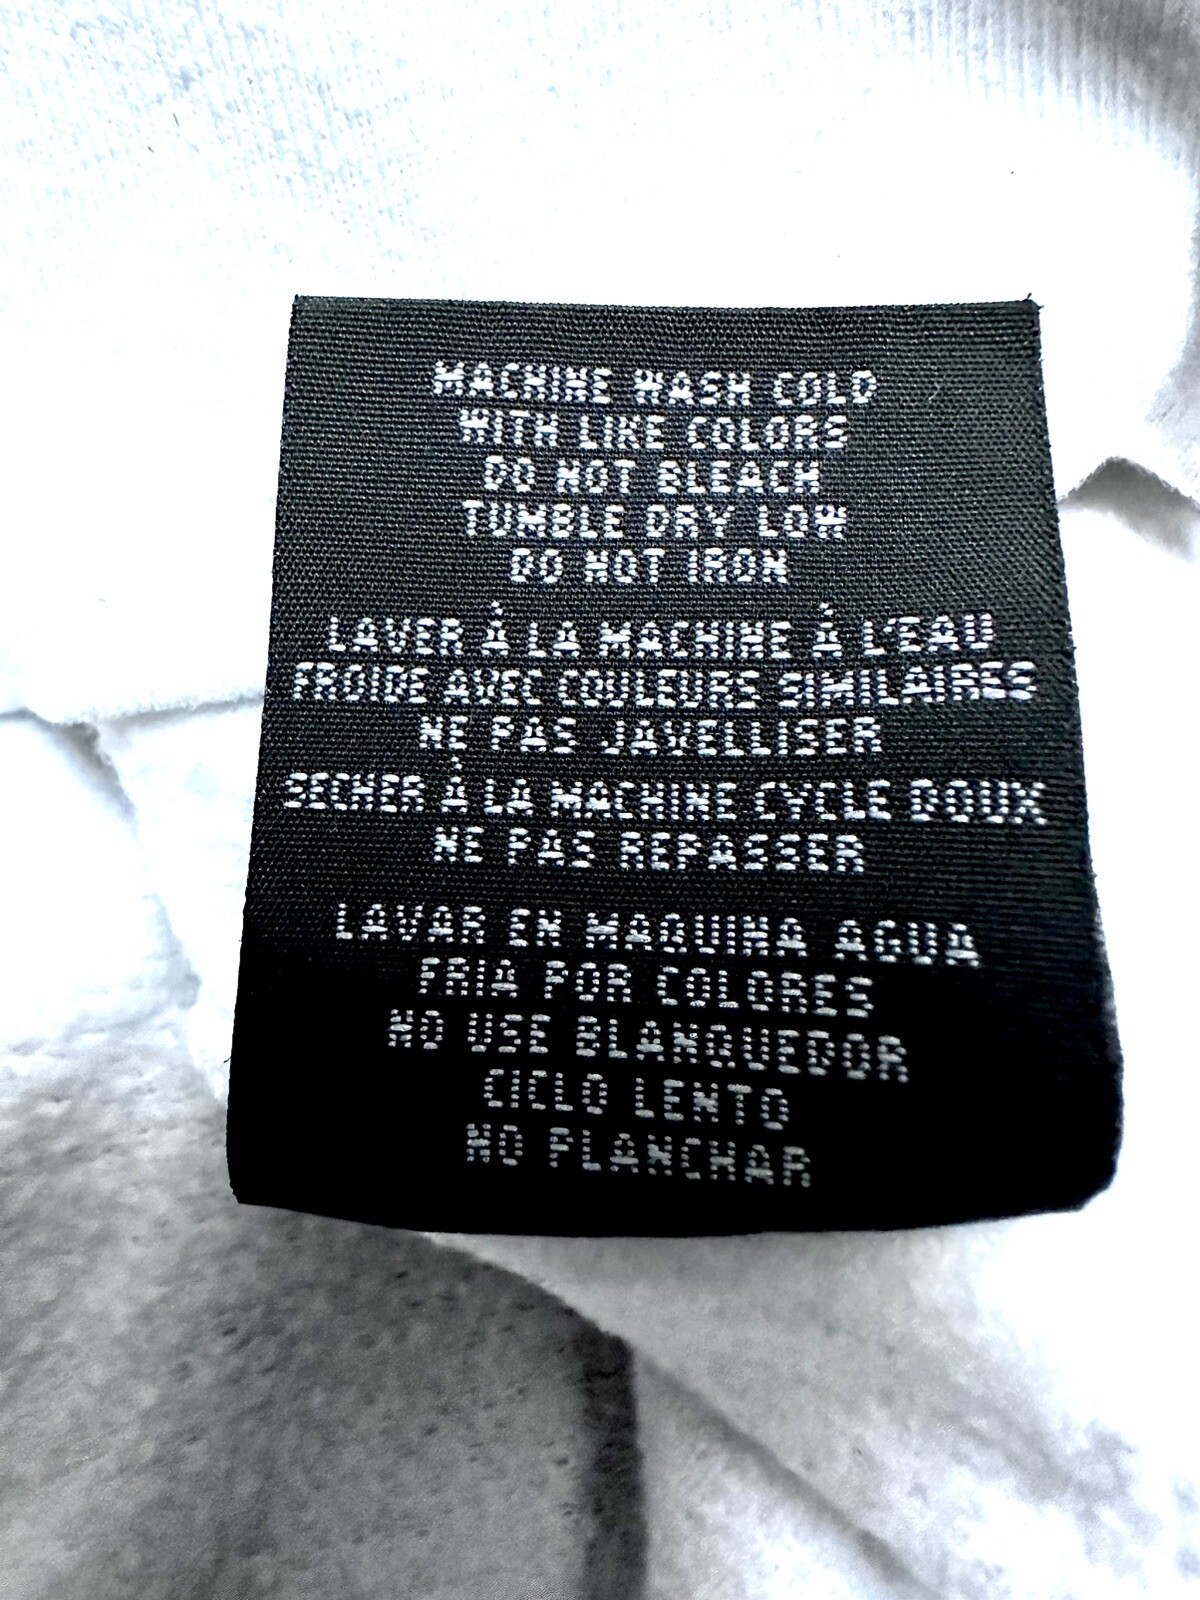 MACHINE WASH COLD
WITH LIKE COLORS
DO NOT BLEACH
TUMBLE DRY LOW
DO NOT IRON
LAVER À LA MACHINE À L'EAU
FROIDE AVEC COULEURS SIMILAIRES
NE PAS JAVELLISER
SECHER À LA MACHINE CYCLE DOUX
NE PAS REPASSER
LAVAR EN MAQUINA AGUA
FRIA POR COLORES
NO USE BLANQUEDOR
CICLO LENTO
NO PLANCHAR